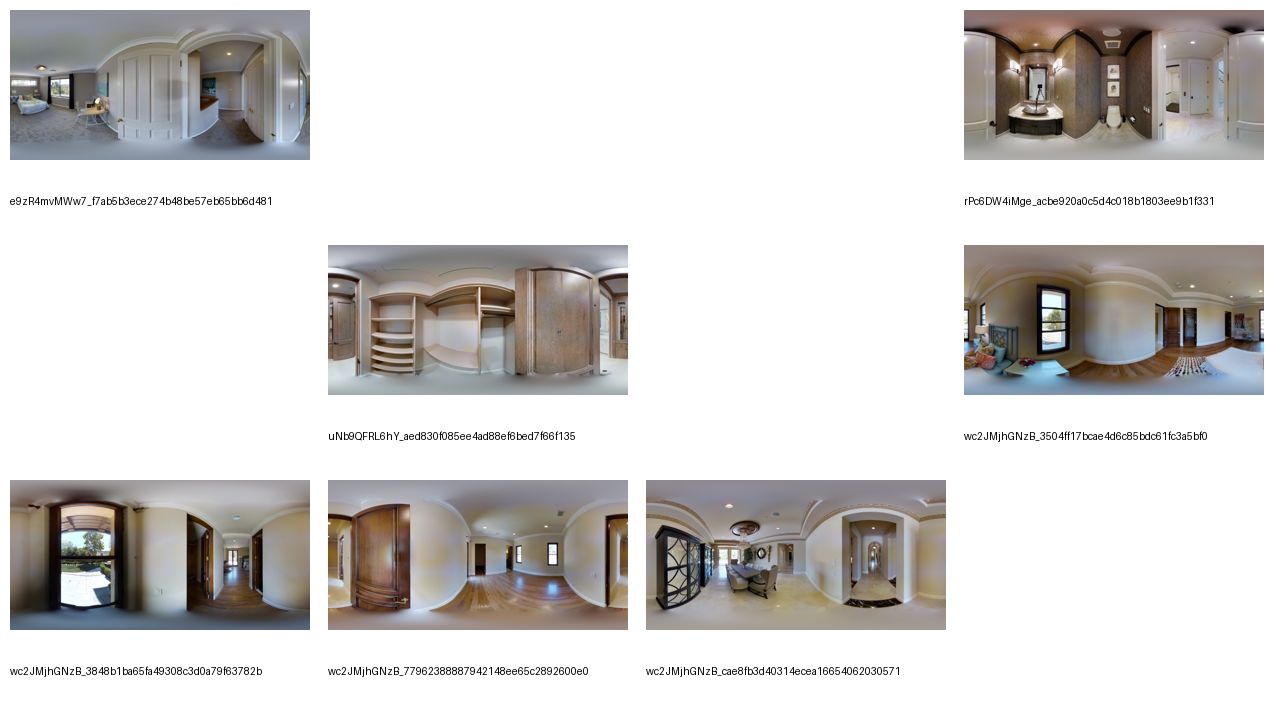 e9zR4mvMWw7_f7ab5b3ece274b48be57eb65bb6d481
rPc6DW4iMge_acbe920a0c5d4c018b1803ee9b1f331
uNb9QFRL6hY_aed830f085ee4ad88ef6bed7f66f135
wc2JMjhGNzB_3504ff17bcae4d6c85bdc61fc3a5bf0
wc2JMjhGNzB_3848b1ba65fa49308c3d0a79f63782b
wc2JMjhGNzB_77962388887942148ee65c2892600e0
wc2JMjhGNzB_cae8fb3d40314ecea16654062030571